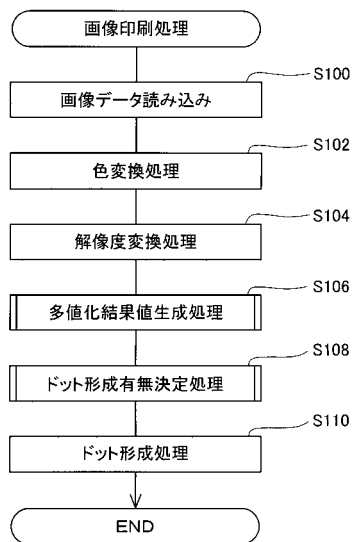 画像印刷処理
S100
画像データ読み込み
S102
色変換処理
S104
解像度変換処理
S106
多値化結果値生成処理
S108
ドット形成有無決定処理
S110
ドット形成処理
END